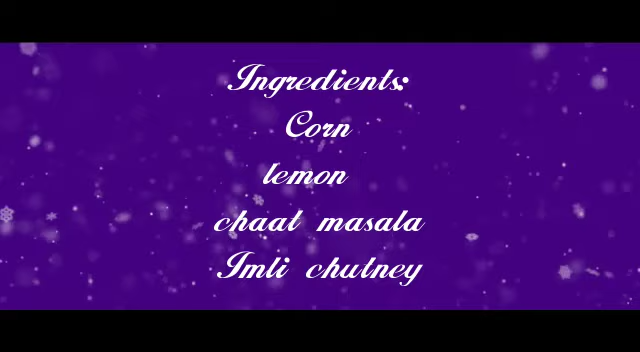 Ingredients:
Corn
lemon
chaat masala
Imli chutney